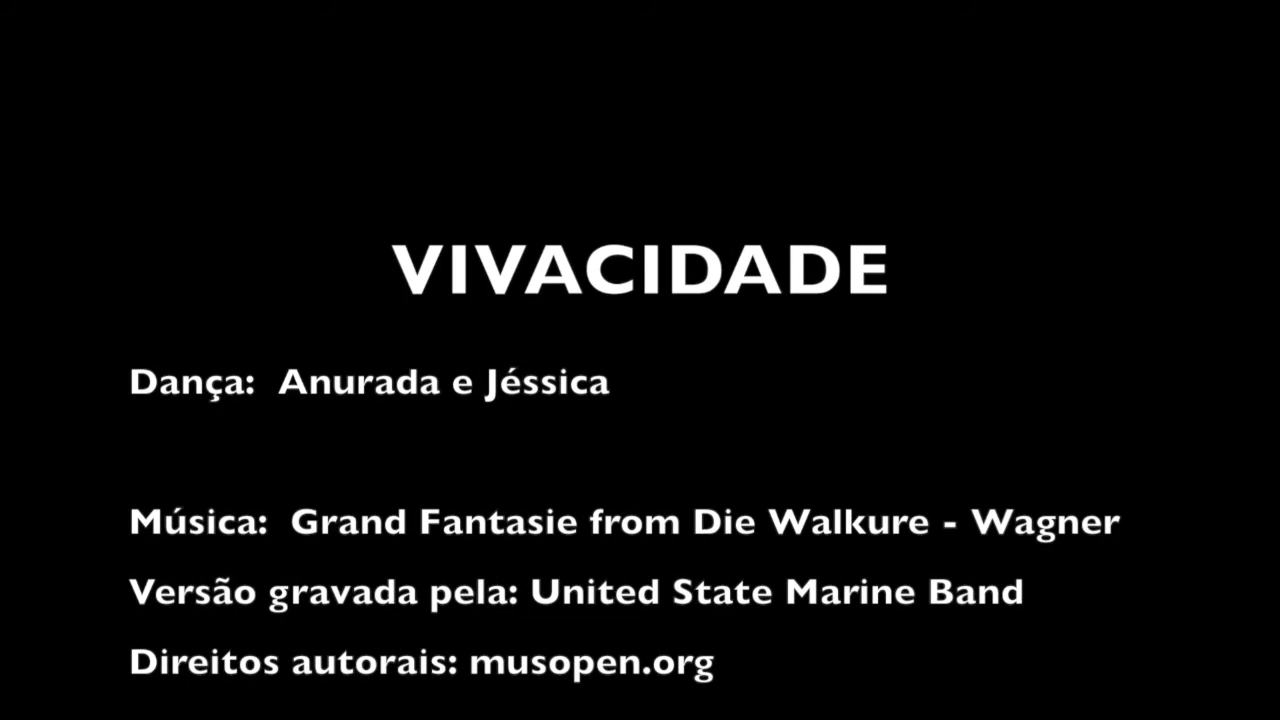 VIVACIDADE
Dança: Anurada e Jéssica
Música: Grand Fantasie from Die Walkure - Wagner
Versão gravada pela: United State Marine Band
Direitos autorais: musopen.org